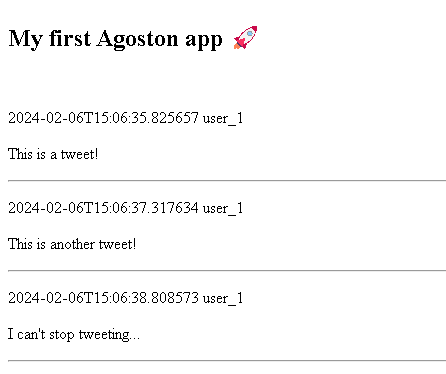 My first Agoston app 🚀
2024-02-06T15:06:35.825657 user_1
This is a tweet!
2024-02-06T15:06:37.317634 user_1
This is another tweet!
2024-02-06T15:06:38.808573 user_1
I can't stop tweeting...